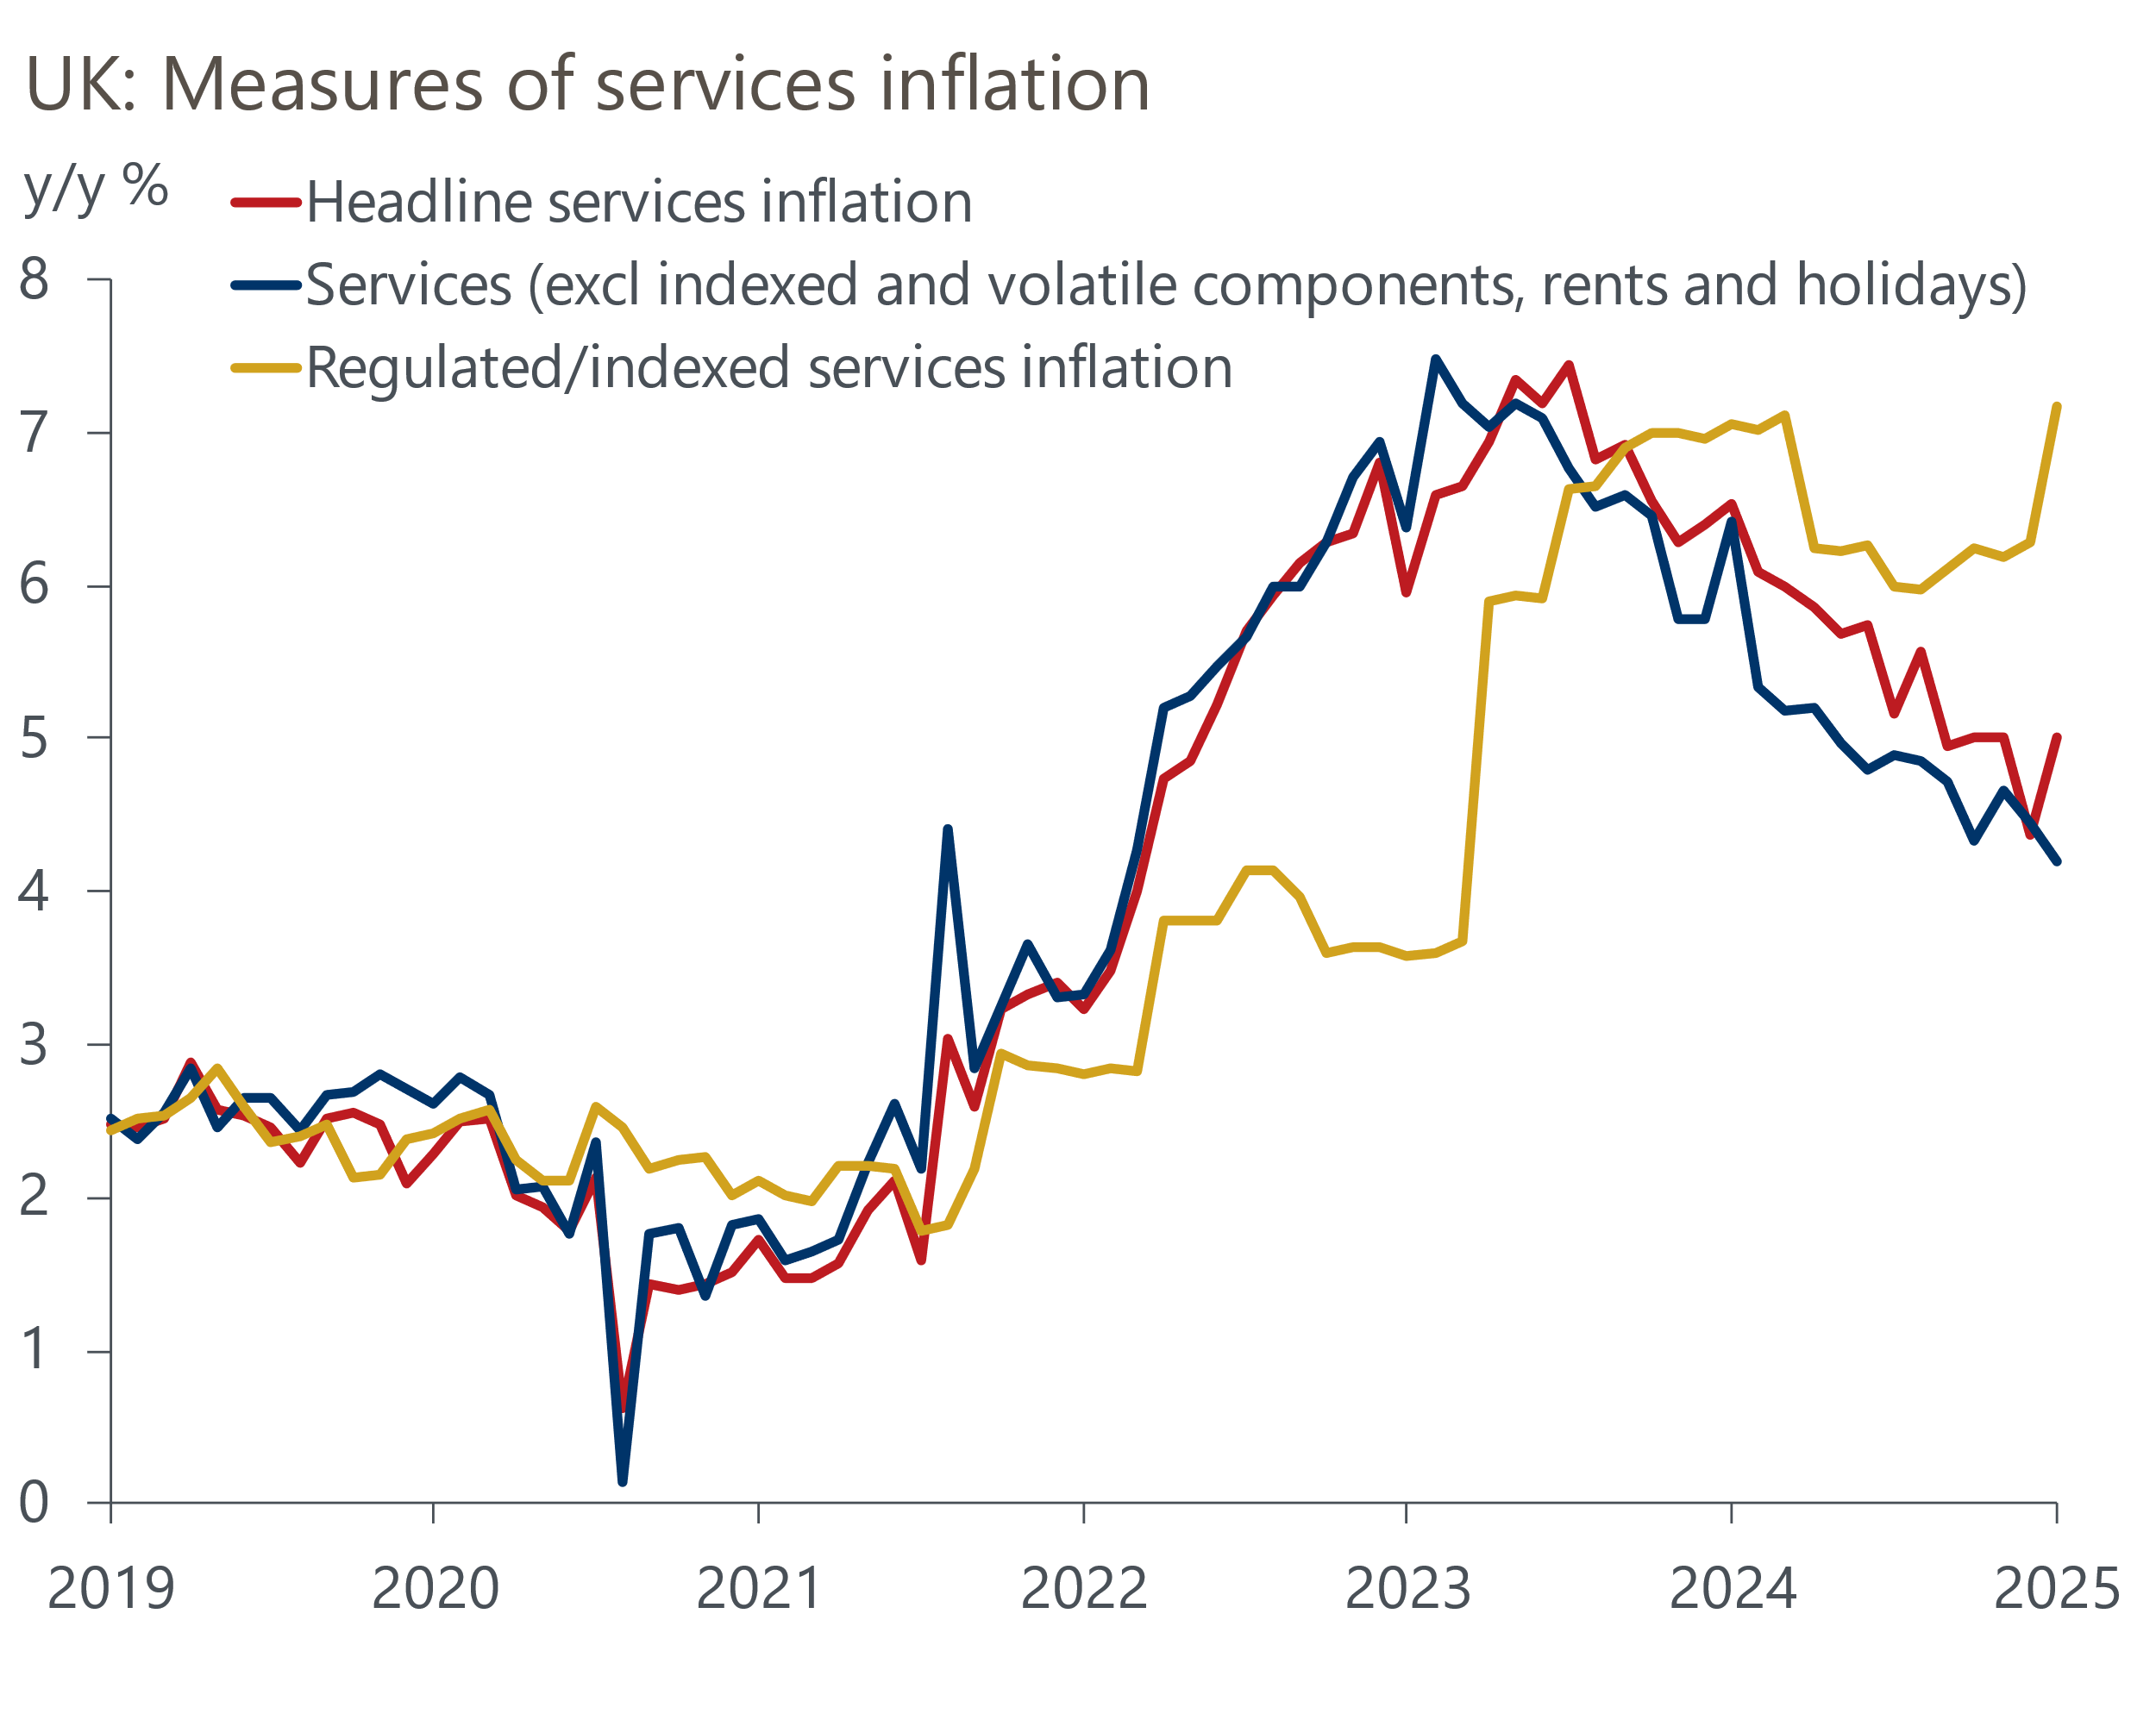 UK: Measures of services inflation
y/y %
Headline services inflation
Services (excl indexed and volatile components, rents and holidays)
Regulated/indexed services inflation
8
7
6
5
4
3
2
1
0
2019 2020 2021 2022 2023 2024 2025